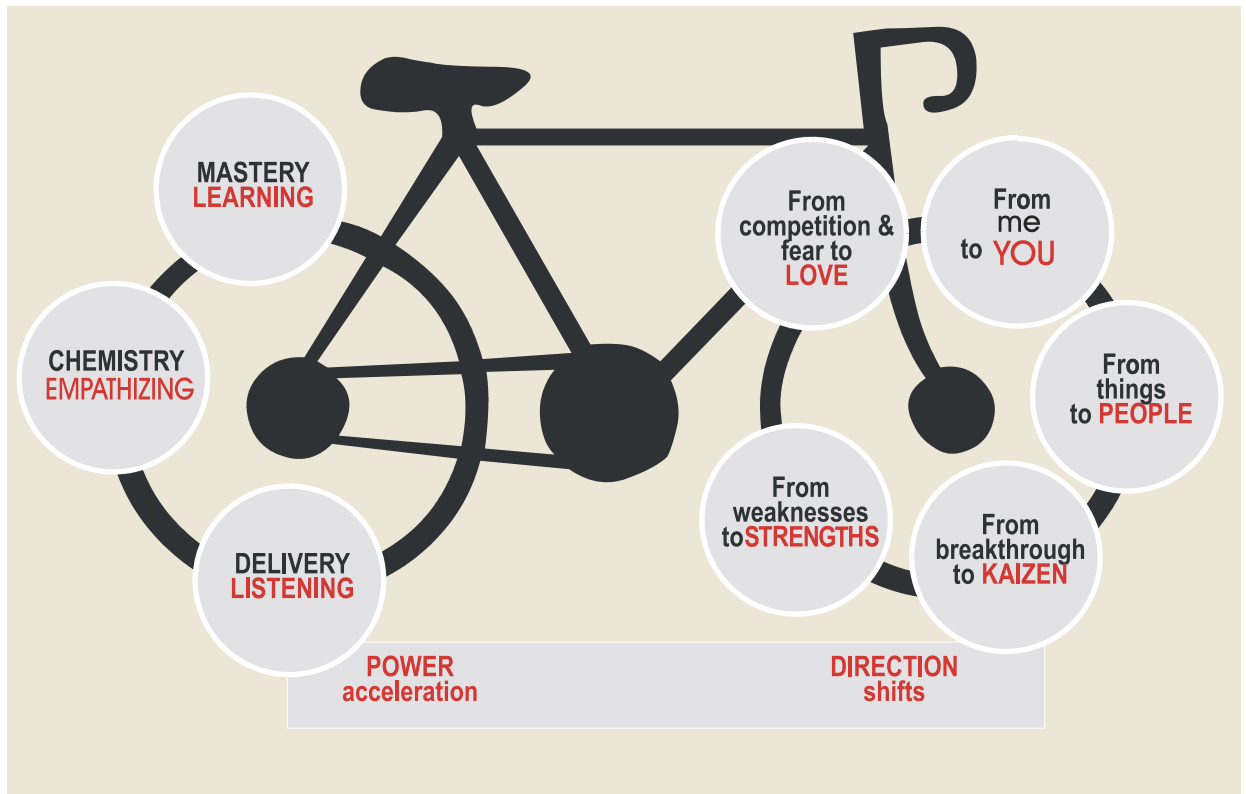 MASTERY
LEARNING
CHEMISTRY
EMPATHIZING
DELIVERY
LISTENING
From
competition &
fear to
LOVE
From
me
to YOU
From
things
to PEOPLE
From
breakthrough
to KAIZEN
From
weaknesses
toSTRENGTHS
POWER
acceleration
DIRECTION
shifts